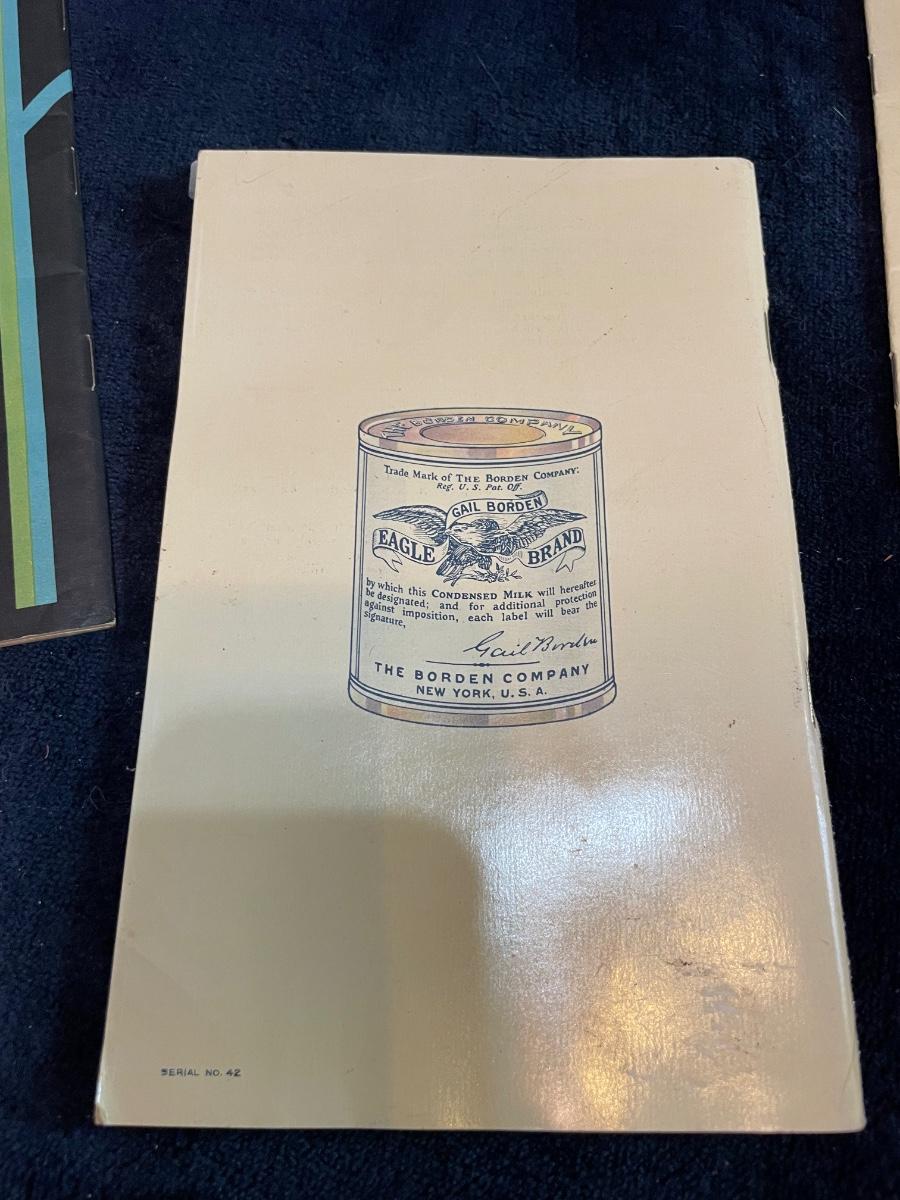 THE BORDEN COMPANY
Trade Mark of THE BORDEN COMPANY:
Reg. U. S. Pat. Off.
GAIL BORDEN
EAGLE BRAND
by which this CONDENSED MILK will hereafter
be designated; and for additional protection
against imposition, each label will bear the
signature,
Gail Borden
THE BORDEN COMPANY
NEW YORK, U. S. A.
SERIAL NO. 42